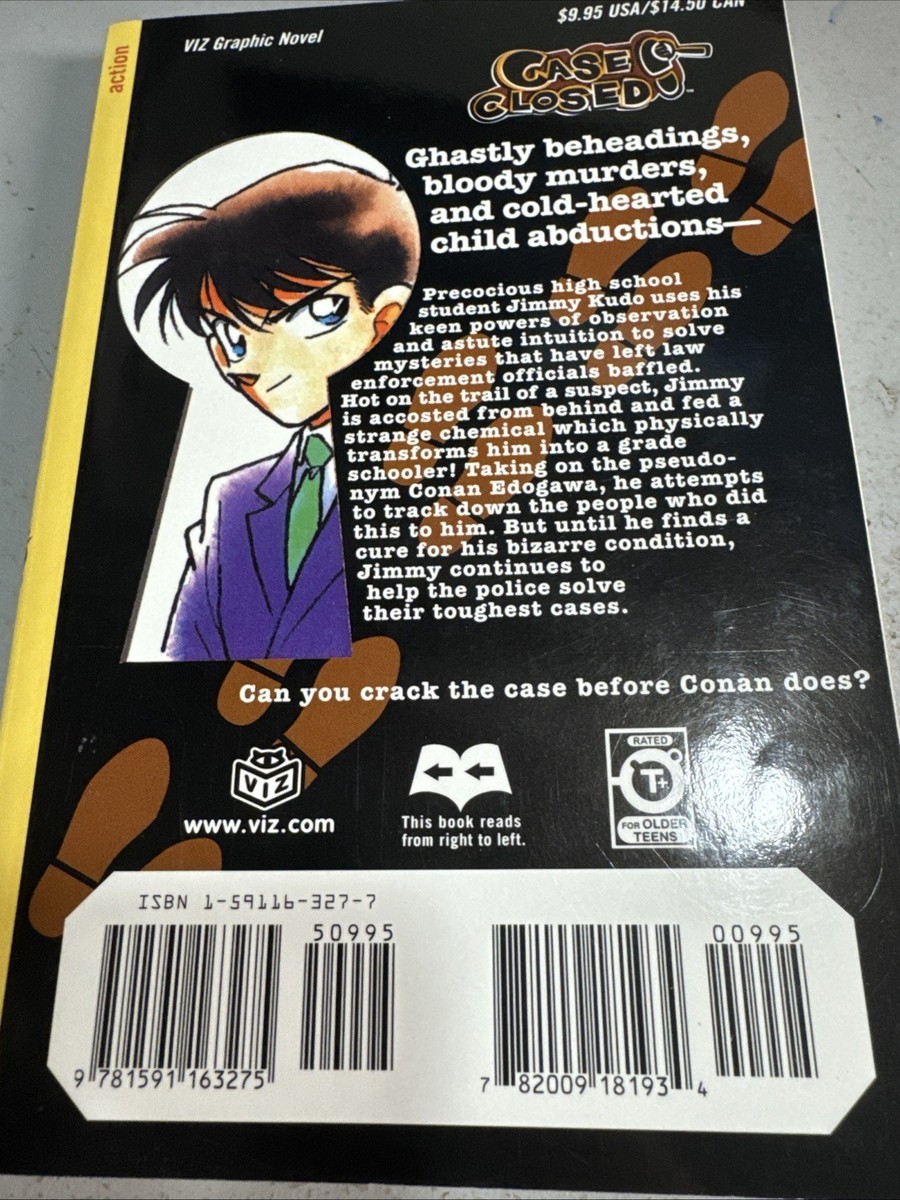 action
VIZ Graphic Novel
$9.95 USA/$14.50 CAN
CASE
CLOSED™
Ghastly beheadings,
bloody murders,
and cold-hearted
child abductions—
Precocious high school
student Jimmy Kudo uses his
keen powers of observation
and astute intuition to solve
mysteries that have left law
enforcement officials baffled.
Hot on the trail of a suspect, Jimmy
is accosted from behind and fed a
strange chemical which physically
transforms him into a grade
schooler! Taking on the pseudo-
nym Conan Edogawa, he attempts
to track down the people who did
this to him. But until he finds a
cure for his bizarre condition,
Jimmy continues to
help the police solve
their toughest cases.
Can you crack the case before Conan does?
VIZ
www.viz.com
This book reads
from right to left.
RATED
T+
FOR OLDER
TEENS
ISBN 1-59116-327-7
50995
9 781591 163275
00995
7 82009 18193 4